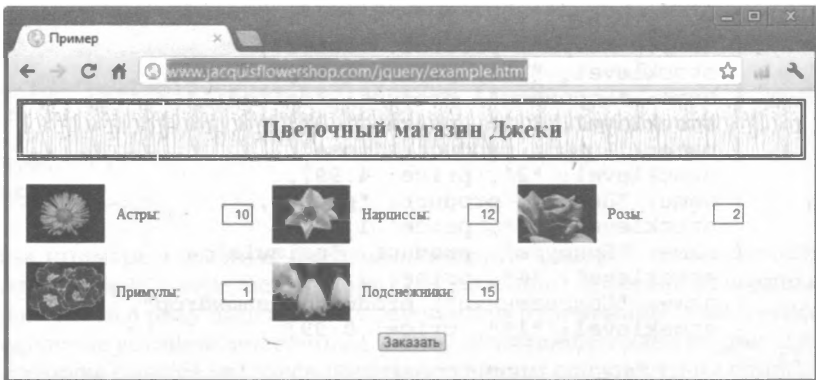 Пример
www.jacquisflowershop.com/jquery/example.html
Цветочный магазин Джеки
Астры: 10 Нарциссы: 12 Розы: 2
Примулы: 1 Подснежники: 15
Заказать